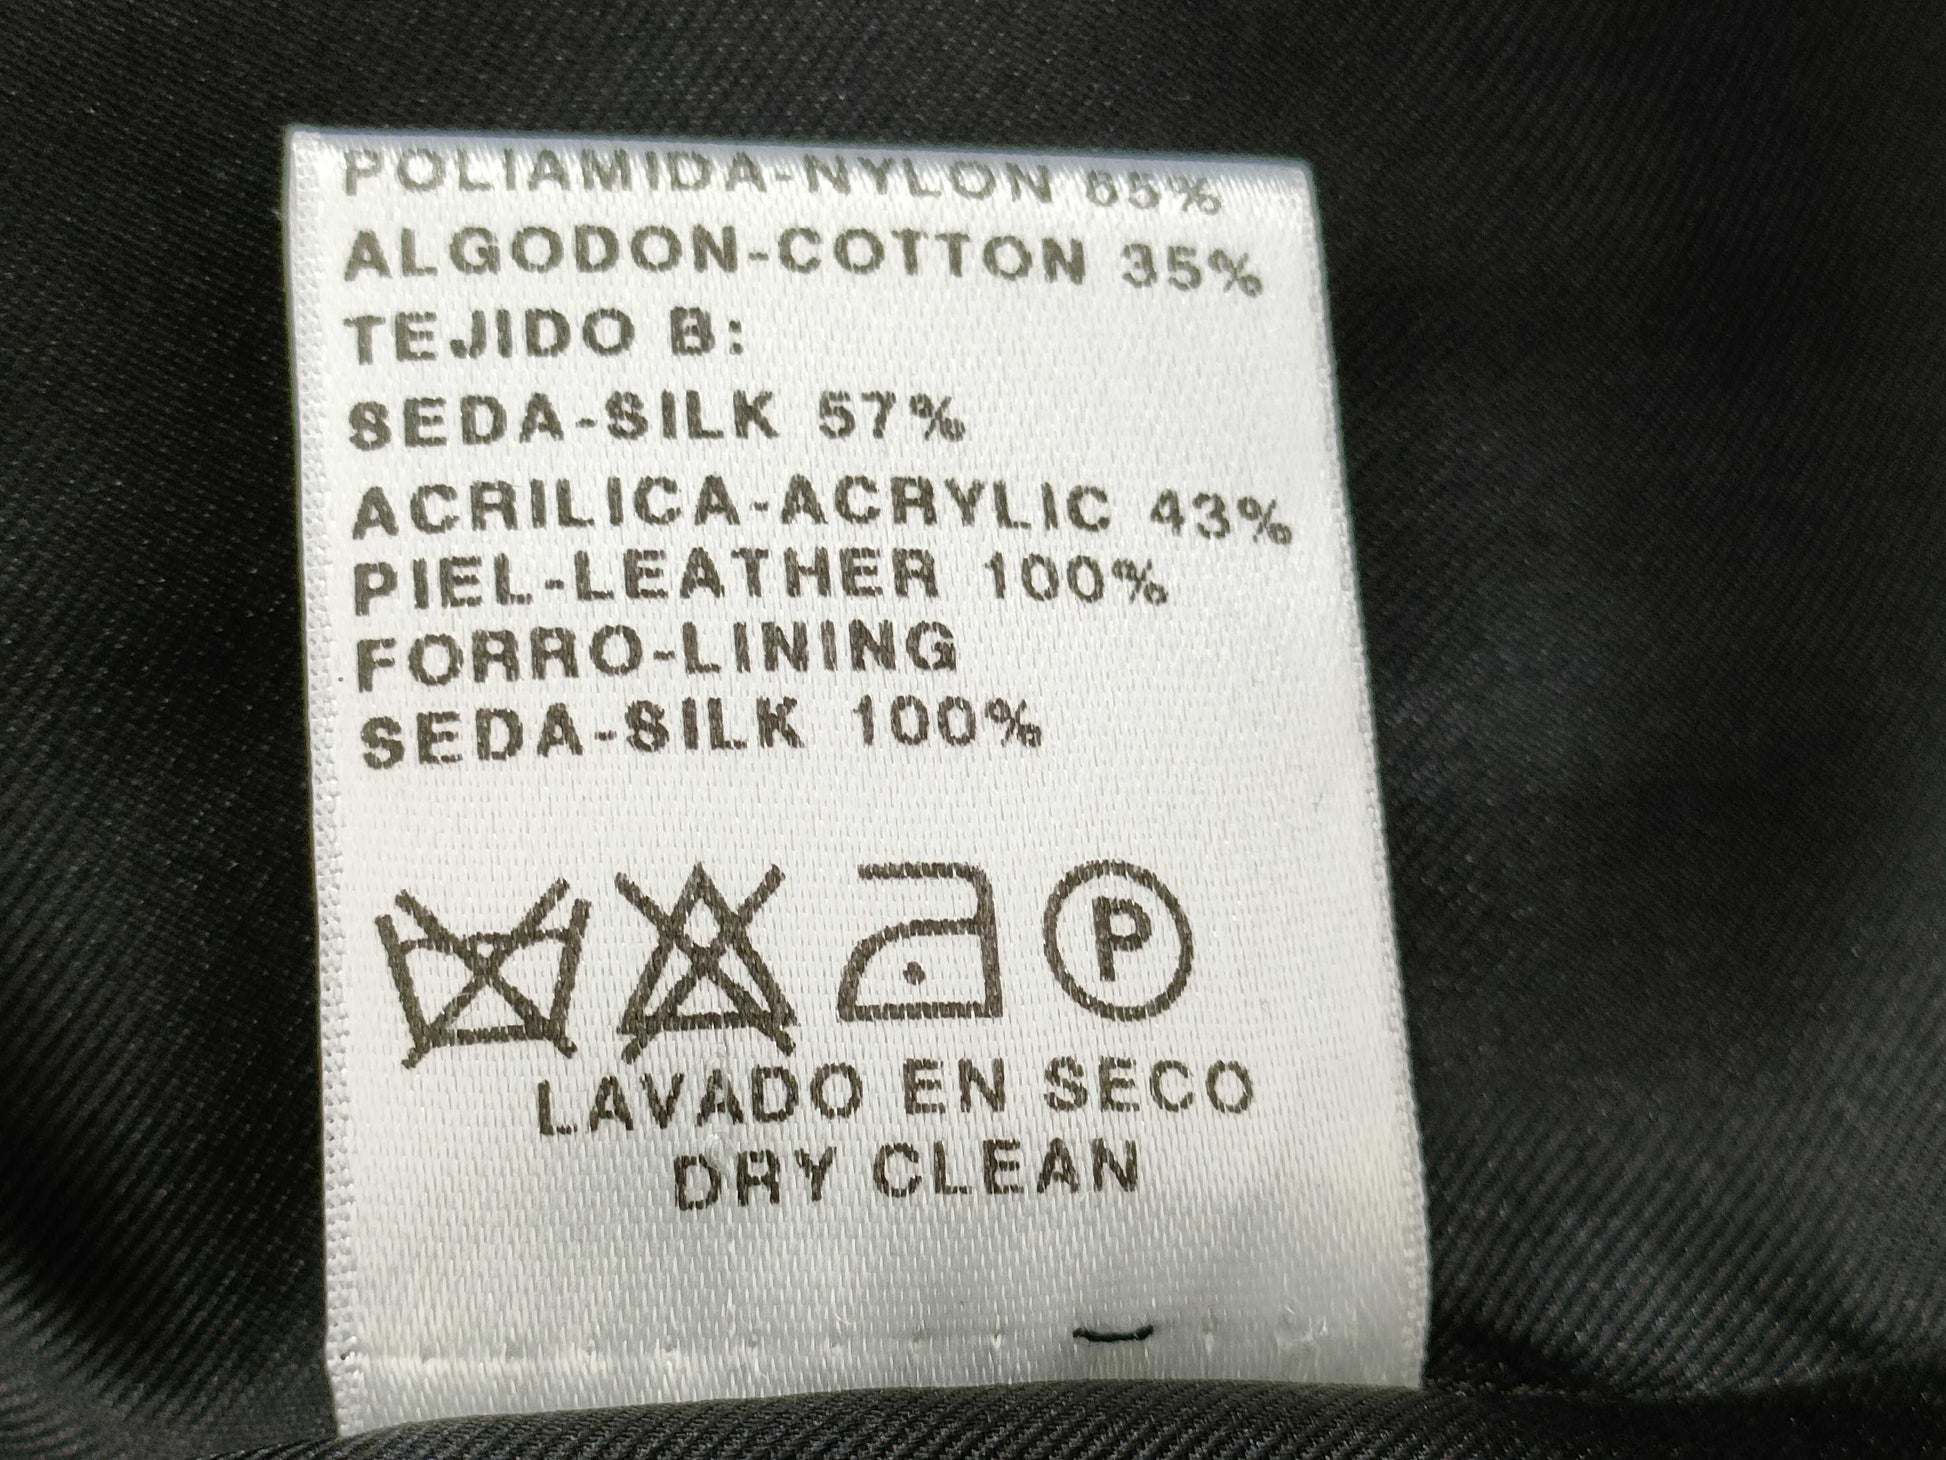 POLIAMIDA-NYLON 65%
ALGODON-COTTON 35%
TEJIDO B:
SEDA-SILK 57%
ACRILICA-ACRYLIC 43%
PIEL-LEATHER 100%
FORRO-LINING
SEDA-SILK 100%
P
LAVADO EN SECO
DRY CLEAN